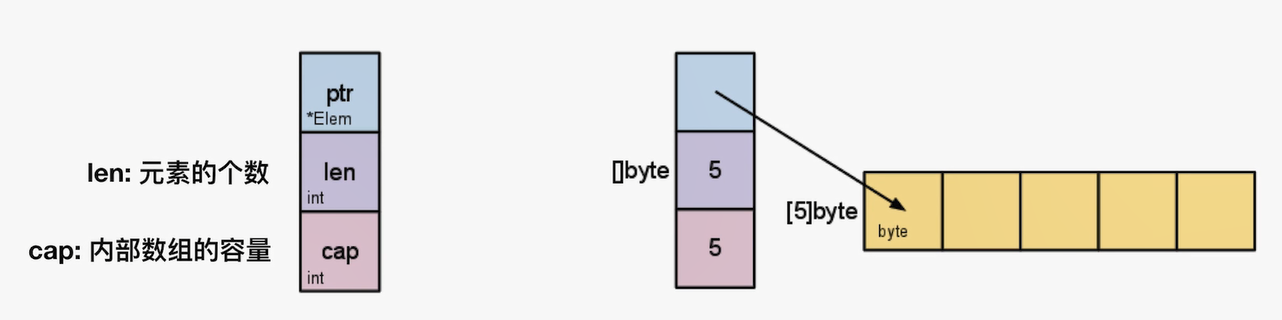 ptr
*Elem
len: 元素的个数
len
int
cap: 内部数组的容量
cap
int
[]byte
5
5
[5]byte
byte